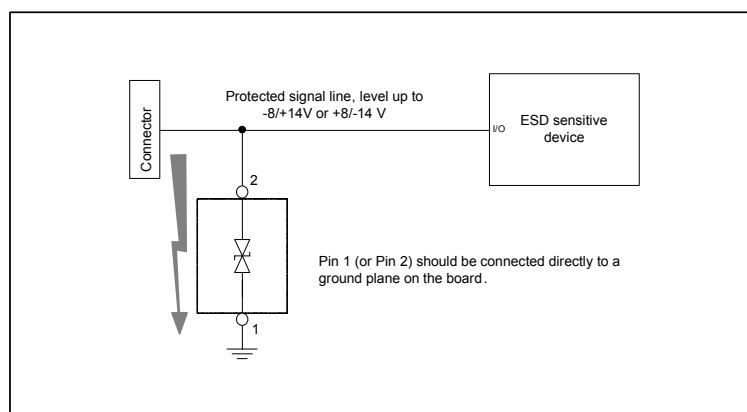 Protected signal line, level up to
-8/+14V or +8/-14 V
Connector
I/O
ESD sensitive
device
2
Pin 1 (or Pin 2) should be connected directly to a
ground plane on the board.
1